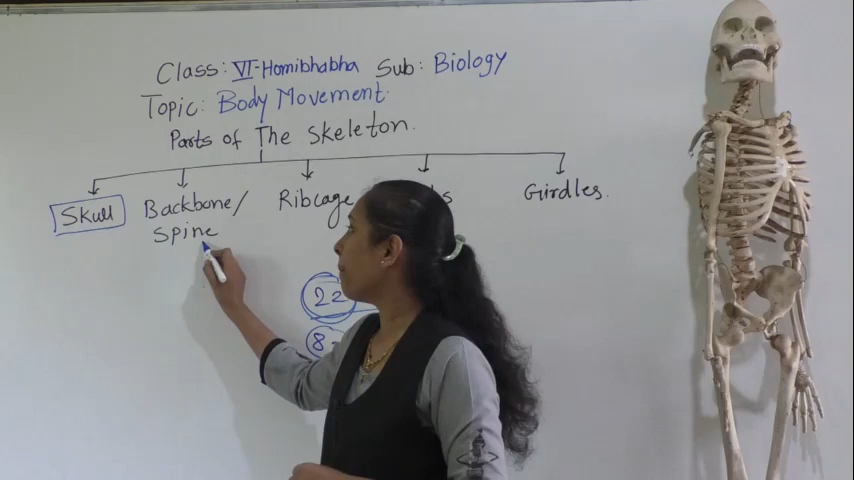 Class: VI-Homibhabha Sub: Biology
Topic: Body Movement.
Parts of The Skeleton.
Skull Backbone/ Ribcage Girdles.
Spine
22
8